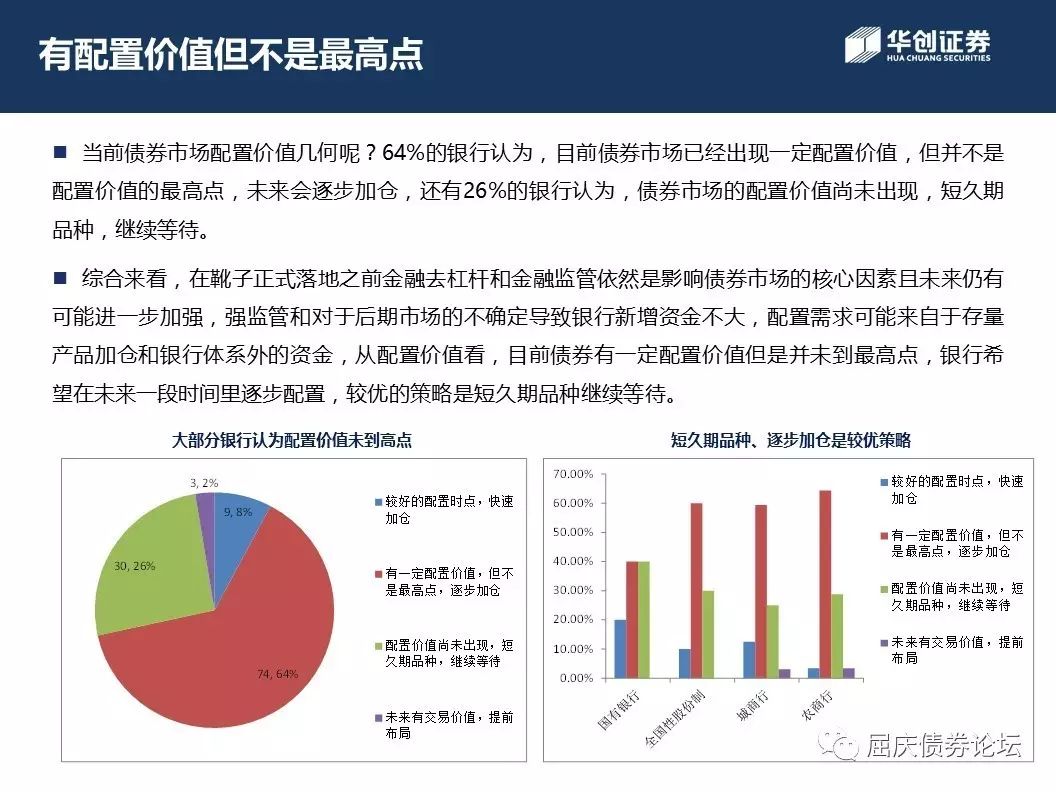 有配置价值但不是最高点
华创证券
HUA CHUANG SECURITIES
■ 当前债券市场配置价值几何呢？64%的银行认为，目前债券市场已经出现一定配置价值，但并不是
配置价值的最高点，未来会逐步加仓，还有26%的银行认为，债券市场的配置价值尚未出现，短久期
品种，继续等待。
■ 综合来看，在靴子正式落地之前金融去杠杆和金融监管依然是影响债券市场的核心因素且未来仍有
可能进一步加强，强监管和对于后期市场的不确定导致银行新增资金不大，配置需求可能来自于存量
产品加仓和银行体系外的资金，从配置价值看，目前债券有一定配置价值但是并未到最高点，银行希
望在未来一段时间里逐步配置，较优的策略是短久期品种继续等待。
大部分银行认为配置价值未到高点
3, 2%
9, 8%
30, 26%
74, 64%
较好的配置时点，快速
加仓
有一定配置价值，但不
是最高点，逐步加仓
配置价值尚未出现，短
久期品种，继续等待
未来有交易价值，提前
布局
短久期品种、逐步加仓是较优策略
70.00%
60.00%
50.00%
40.00%
30.00%
20.00%
10.00%
0.00%
国有银行
全国性股份制
城商行
农商行
较好的配置时点，快速
加仓
有一定配置价值，但不
是最高点，逐步加仓
配置价值尚未出现，短
久期品种，继续等待
未来有交易价值，提前
布局
屈庆债券论坛